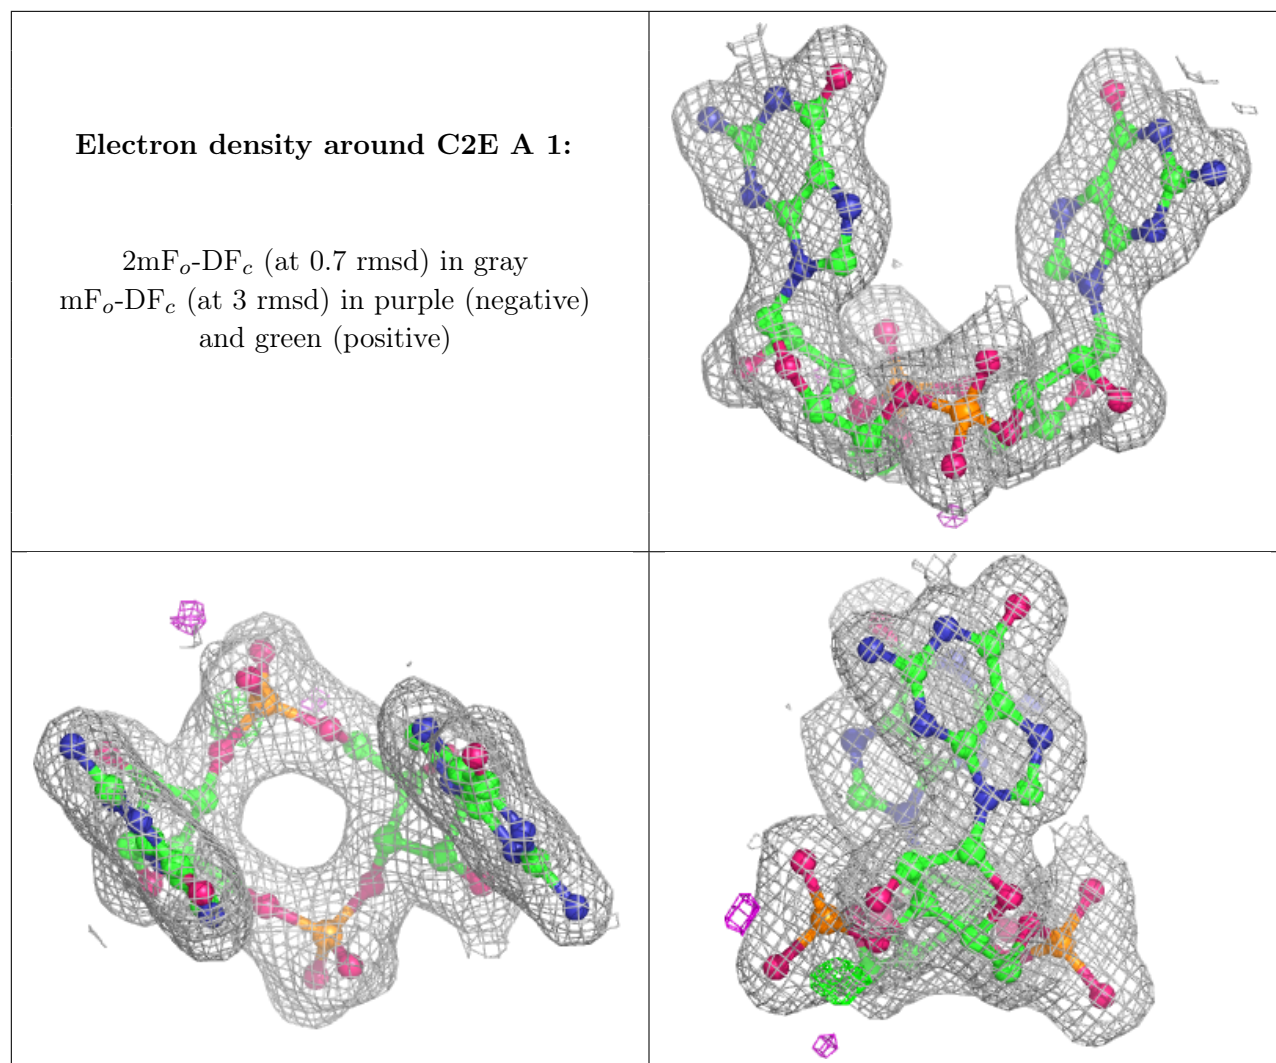 Electron density around C2E A 1:
2mFo-DFc (at 0.7 rmsd) in gray
mFo-DFc (at 3 rmsd) in purple (negative)
and green (positive)